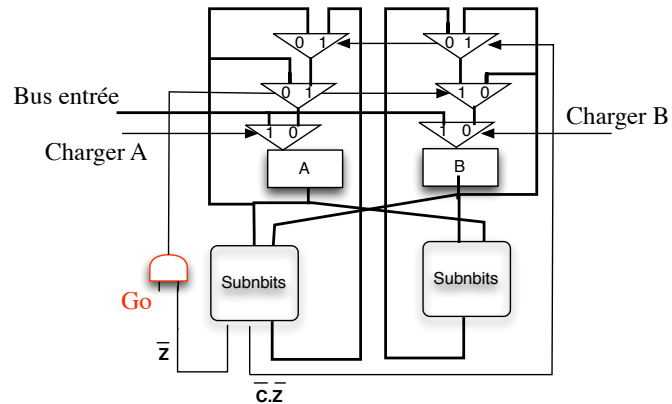 0 1
0 1
0 1
1 0
Bus entrée
1 0
1 0
Charger B
Charger A
A
B
Subnbits
Subnbits
Go
Z̅
C̅.Z̅